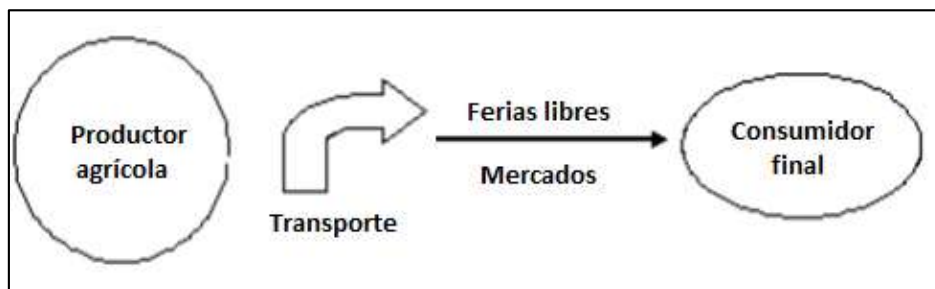 Productor
agrícola
Transporte
Ferias libres
Mercados
Consumidor
final